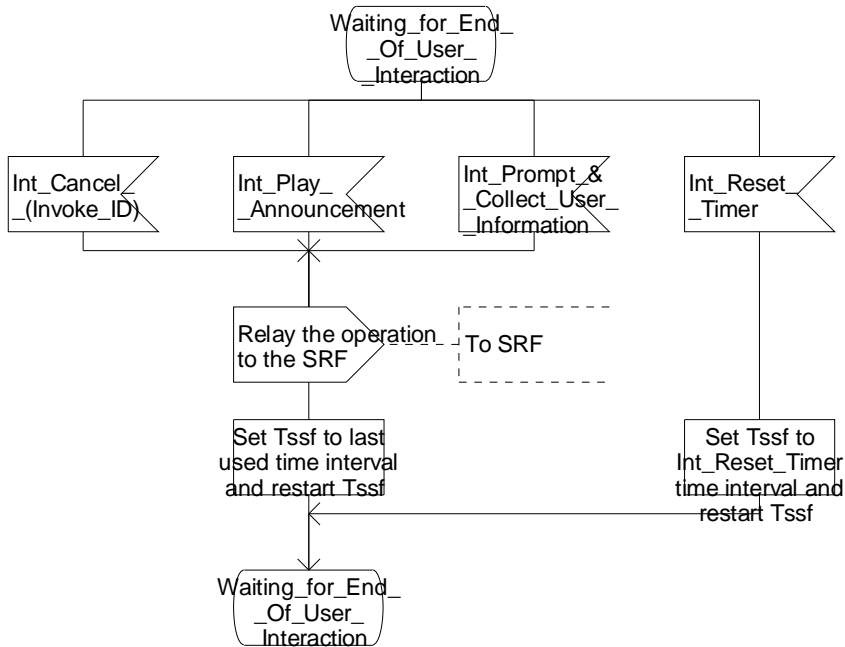 Waiting_for_End_
_Of_User_
_Interaction
Int_Cancel_
_(Invoke_ID)
Int_Play_
_Announcement
Int_Prompt_&
_Collect_User_
_Information
Int_Reset_
_Timer
Relay the operation
to the SRF
To SRF
Set Tssf to last
used time interval
and restart Tssf
Set Tssf to
Int_Reset_Timer
time interval and
restart Tssf
Waiting_for_End_
_Of_User_
_Interaction